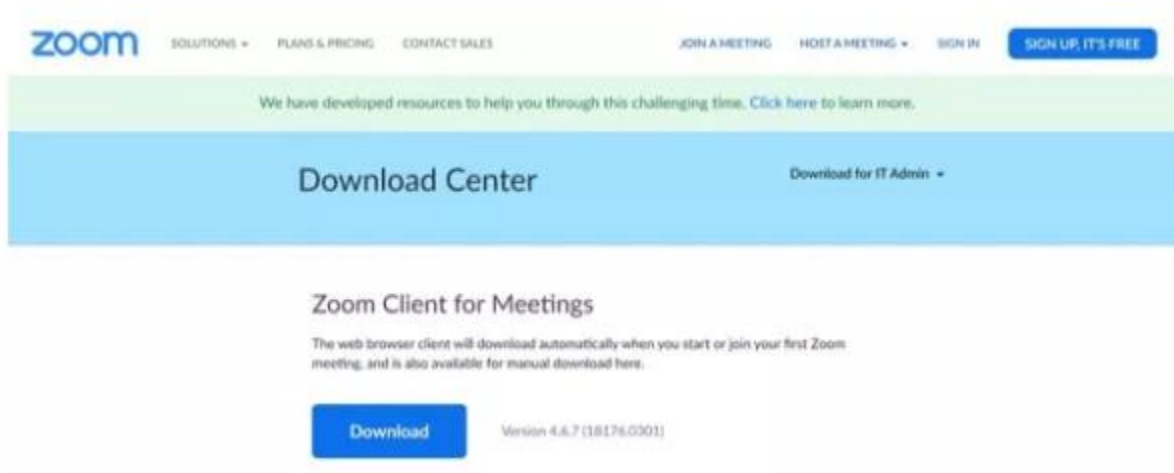 zoom SOLUTIONS PLANS & PRICING CONTACT SALES JOIN A MEETING HOST A MEETING SIGN IN SIGN UP, IT'S FREE
We have developed resources to help you through this challenging time. Click here to learn more.
Download Center Download for IT Admin
Zoom Client for Meetings
The web browser client will download automatically when you start or join your first Zoom
meeting, and is also available for manual download here.
Download Version 4.6.7 (18176.0301)